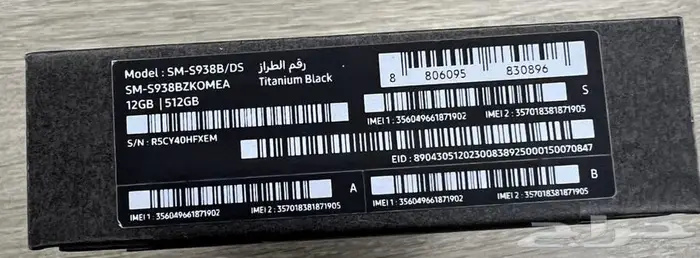 Model : SM-S938B/DS رقم الطراز
SM-S938BZKOMEA Titanium Black
12GB | 512GB
8 806095 830896
S
S/N : R5CY40HFXEM
IMEI 1 : 356049661871902 IMEI 2 : 357018381871905
EID : 89043051202300838925000150070847
A
IMEI 1 : 356049661871902 IMEI 2 : 357018381871905
B
IMEI 1 : 356049661871902 IMEI 2 : 357018381871905
حراج